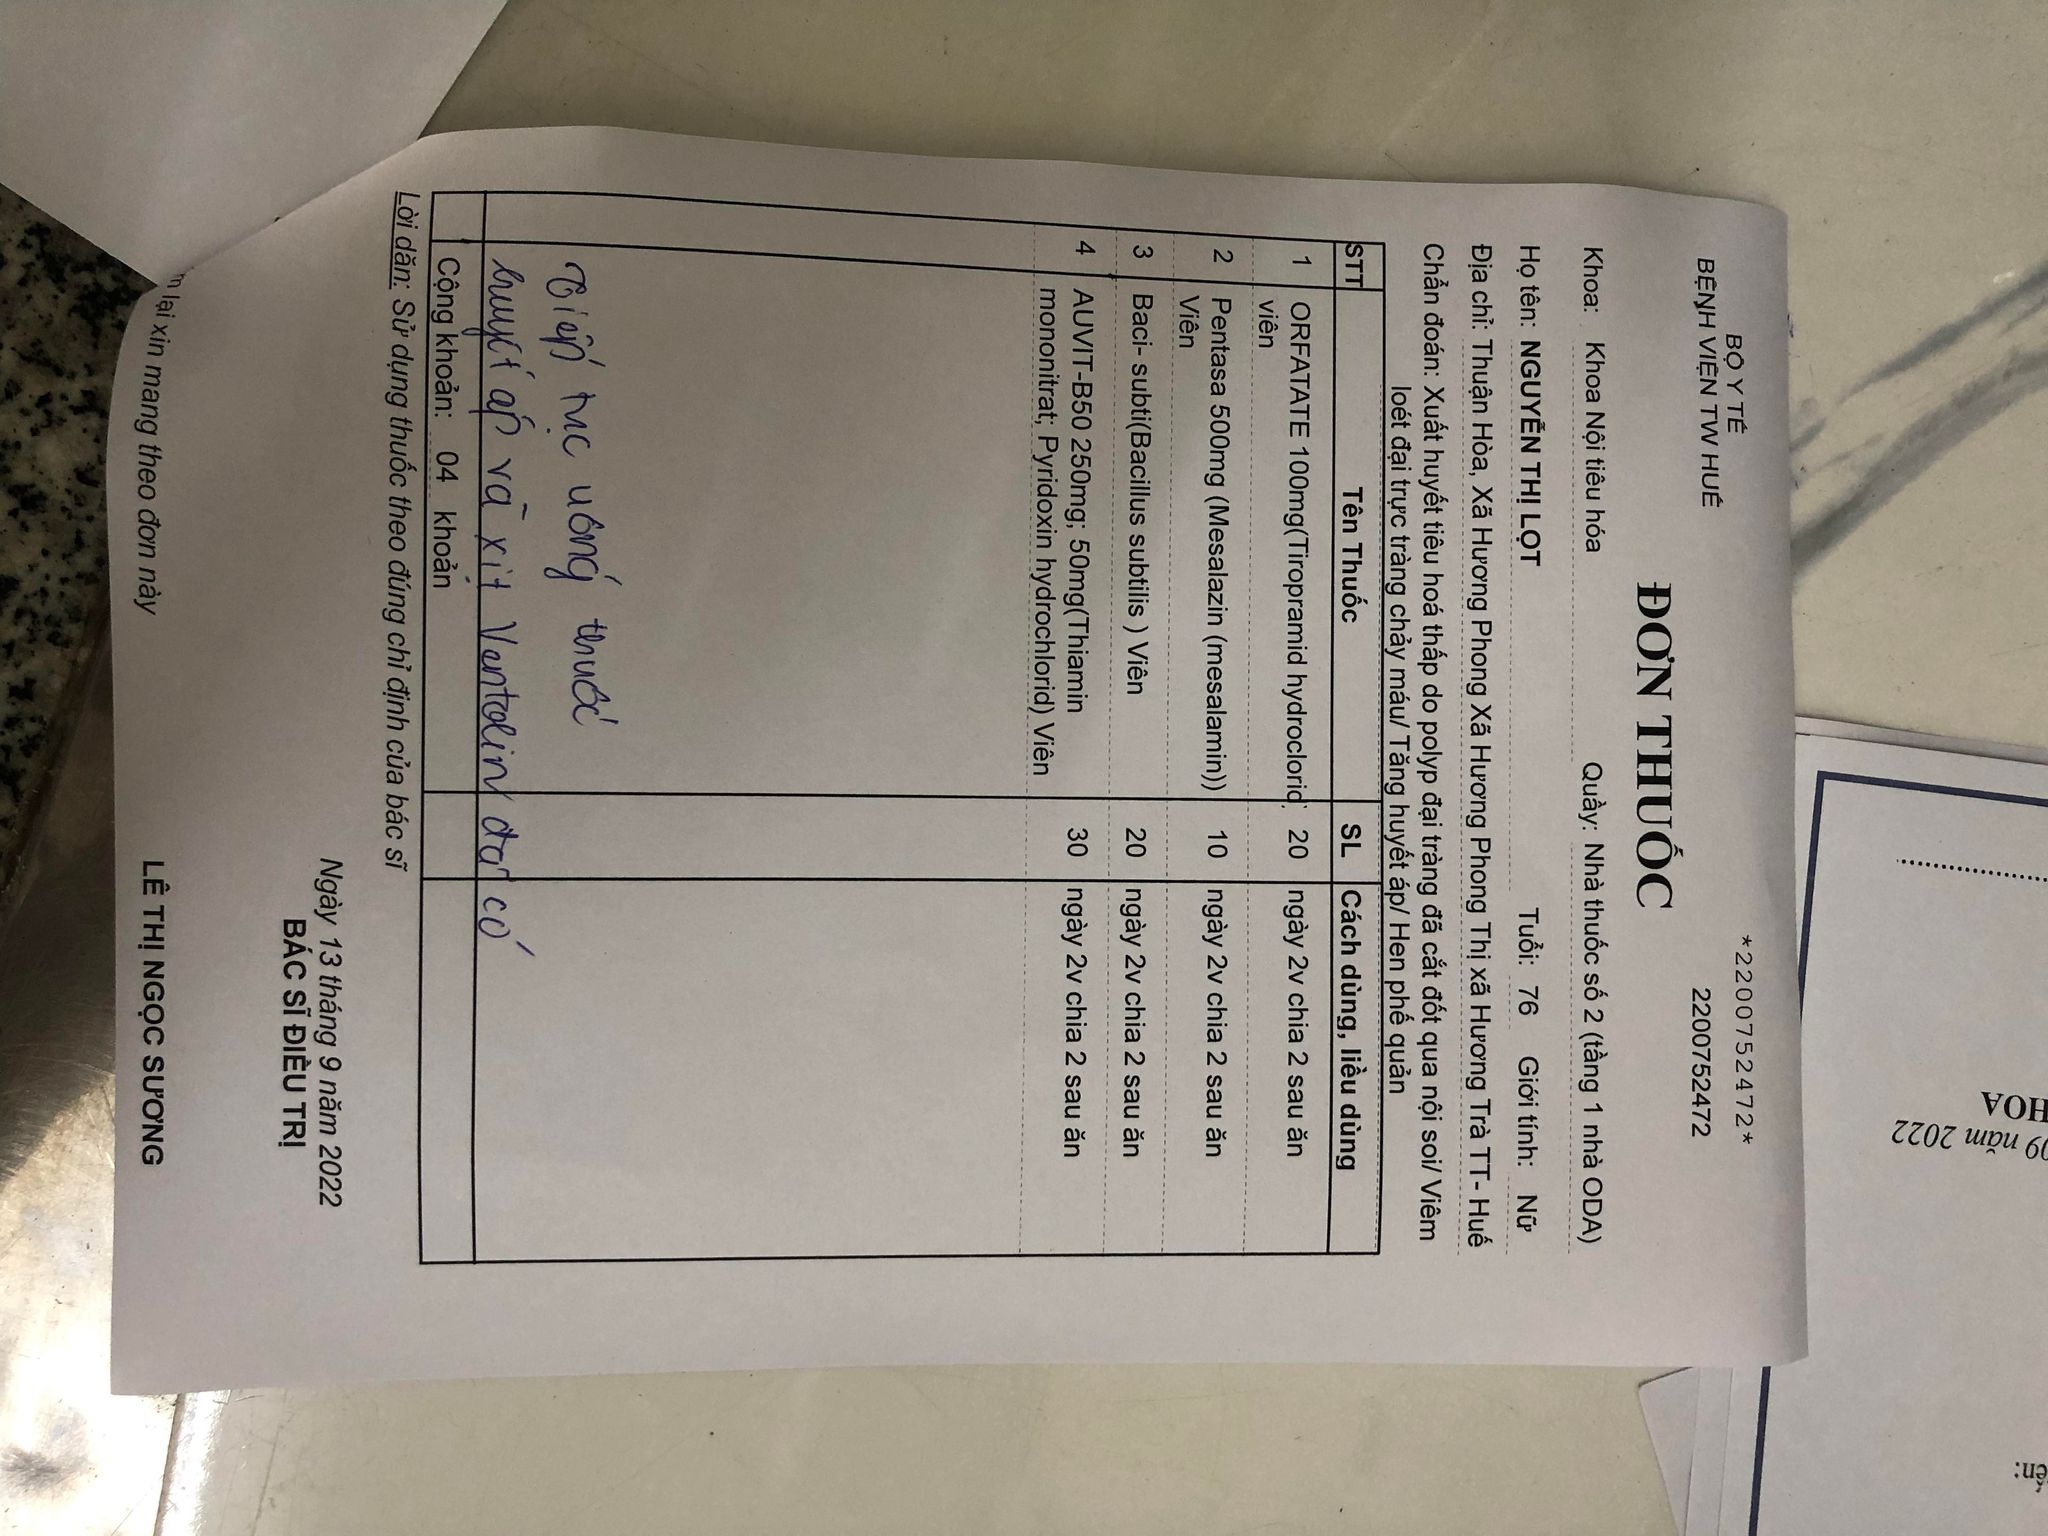 BỘ Y TẾ
BỆNH VIỆN TW HUẾ
*2200752472*
2200752472
ĐƠN THUỐC
Khoa: Khoa Nội tiêu hóa Quầy: Nhà thuốc số 2 (tầng 1 nhà ODA)
Họ tên: NGUYỄN THỊ LỌT Tuổi: 76 Giới tính: Nữ
Địa chỉ: Thuận Hòa, Xã Hương Phong Xã Hương Phong Thị xã Hương Trà TT- Huế
Chẩn đoán: Xuất huyết tiêu hoá thấp do polyp đại tràng đã cắt đốt qua nội soi/ Viêm
loét đại trực tràng chảy máu/ Tăng huyết áp/ Hen phế quản
STT Tên Thuốc SL Cách dùng, liều dùng
1 ORFATATE 100mg(Tiropramid hydroclorid) 20 ngày 2v chia 2 sau ăn
viên
2 Pentasa 500mg (Mesalazin (mesalamin)) 10 ngày 2v chia 2 sau ăn
Viên
3 Baci- subti(Bacillus subtilis ) Viên 20 ngày 2v chia 2 sau ăn
4 AUVIT-B50 250mg; 50mg(Thiamin 30 ngày 2v chia 2 sau ăn
mononitrat; Pyridoxin hydrochlorid) Viên
Tiếp tục uống thuốc
huyết áp và xịt Ventolin đã có
Cộng khoản: 04 khoản
Lời dặn: Sử dụng thuốc theo đúng chỉ định của bác sĩ
Ngày 13 tháng 9 năm 2022
BÁC SĨ ĐIỀU TRỊ
lại xin mang theo đơn này
LÊ THỊ NGỌC SƯƠNG
HOA
09 năm 2022